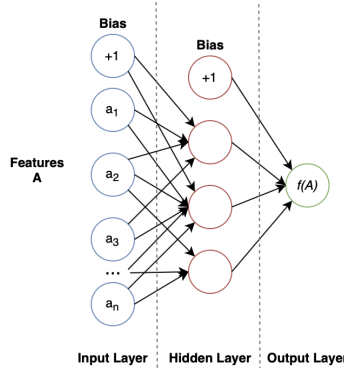 Bias
+1
Bias
+1
a1
Features
A
a2
f(A)
a3
...
an
Input Layer
Hidden Layer
Output Layer